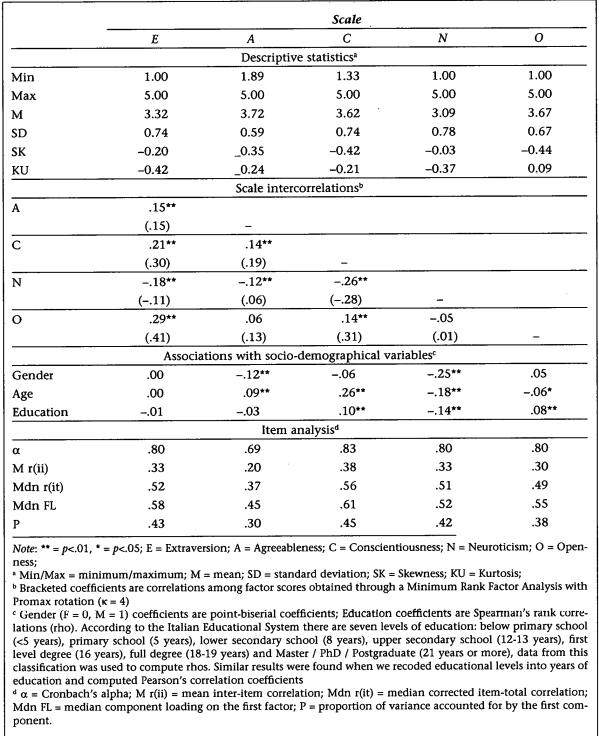 Scale
E A C N O
Descriptive statisticsa
Min 1.00 1.89 1.33 1.00 1.00
Max 5.00 5.00 5.00 5.00 5.00
M 3.32 3.72 3.62 3.09 3.67
SD 0.74 0.59 0.74 0.78 0.67
SK −0.20 _0.35 −0.42 −0.03 −0.44
KU −0.42 _0.24 −0.21 −0.37 0.09
Scale intercorrelationsb
A .15**
(.15) –
C .21** .14**
(.30) (.19) –
N −.18** −.12** −.26**
(−.11) (.06) (−.28) –
O .29** .06 .14** −.05
(.41) (.13) (.31) (.01) –
Associations with socio-demographical variablesc
Gender .00 −.12** −.06 −.25** .05
Age .00 .09** .26** −.18** −.06*
Education −.01 −.03 .10** −.14** .08**
Item analysisd
α .80 .69 .83 .80 .80
M r(ii) .33 .20 .38 .33 .30
Mdn r(it) .52 .37 .56 .51 .49
Mdn FL .58 .45 .61 .52 .55
P .43 .30 .45 .42 .38
Note: ** = p<.01, * = p<.05; E = Extraversion; A = Agreeableness; C = Conscientiousness; N = Neuroticism; O = Open-
ness;
a Min/Max = minimum/maximum; M = mean; SD = standard deviation; SK = Skewness; KU = Kurtosis;
b Bracketed coefficients are correlations among factor scores obtained through a Minimum Rank Factor Analysis with
Promax rotation (κ = 4)
c Gender (F = 0, M = 1) coefficients are point-biserial coefficients; Education coefficients are Spearman's rank corre-
lations (rho). According to the Italian Educational System there are seven levels of education: below primary school
(<5 years), primary school (5 years), lower secondary school (8 years), upper secondary school (12-13 years), first
level degree (16 years), full degree (18-19 years) and Master / PhD / Postgraduate (21 years or more), data from this
classification was used to compute rhos. Similar results were found when we recoded educational levels into years of
education and computed Pearson's correlation coefficients
d α = Cronbach's alpha; M r(ii) = mean inter-item correlation; Mdn r(it) = median corrected item-total correlation;
Mdn FL = median component loading on the first factor; P = proportion of variance accounted for by the first com-
ponent.